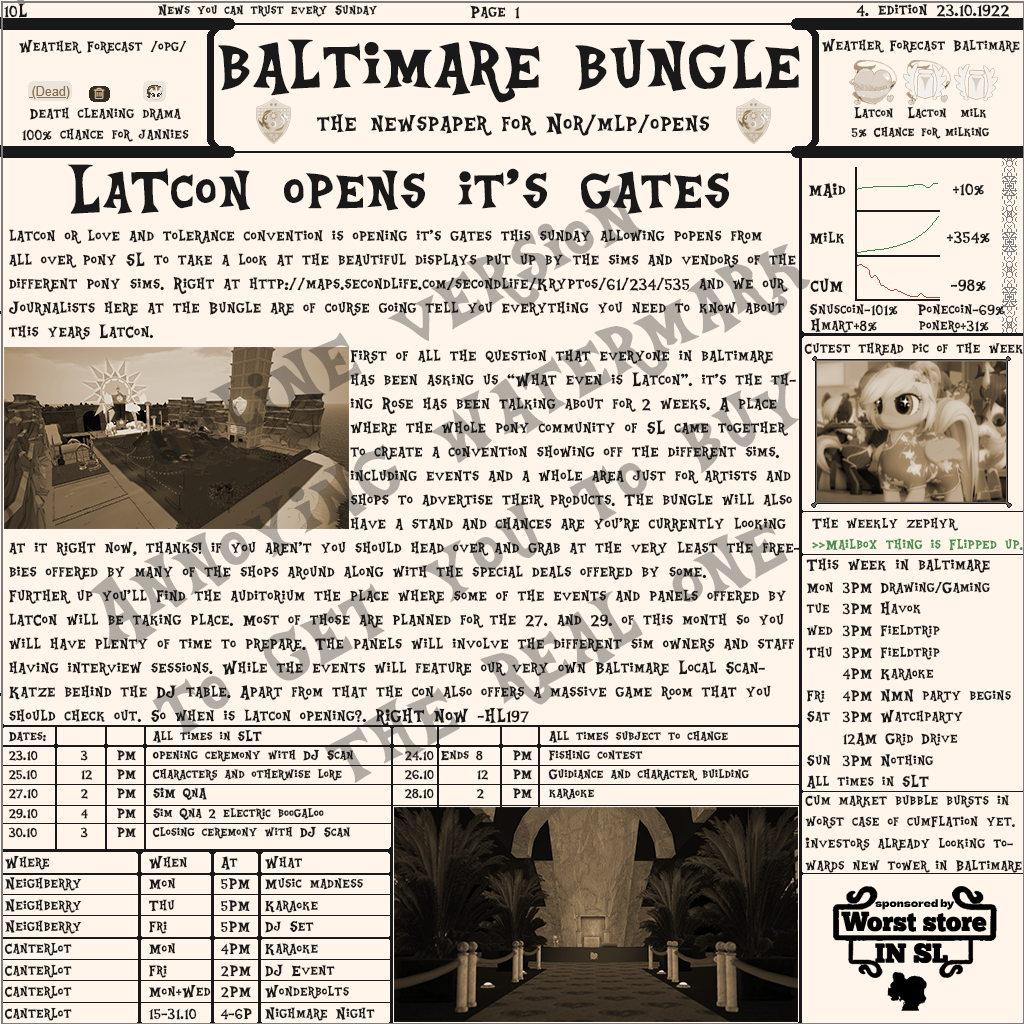 10L
News you can trust every Sunday
Page 1
4. edition 23.10.1922
Weather Forecast /opg/
(Dead)
Death Cleaning Drama
100% chance for jannies
BALTiMARE BUNGLE
The newspaper for Nor/mlp/opens
Weather Forecast Baltimare
Latcon Lacton milk
5% Chance for milking
Latcon opens it's gates
Latcon or Love and tolerance convention is opening it's gates this Sunday allowing popens from
all over pony SL to take a look at the beautiful displays put up by the sims and vendors of the
different pony sims. Right at http://maps.secondlife.com/secondlife/Kryptos/61/234/535 and we our
Journalists here at the Bungle are of course going tell you everything you need to know about
this years Latcon.
First of all the question that everyone in Baltimare
has been asking us "What even is Latcon". it's the th-
ing Rose has been talking about for 2 weeks. A place
where the whole pony community of SL came together
to create a convention showing off the different sims.
including events and a whole area just for artists and
shops to advertise their products. The Bungle will also
have a stand and chances are you're currently looking
at it right now, thanks! if you aren't you should head over and grab at the very least the free-
bies offered by many of the shops around along with the special deals offered by some.
Further up you'll find the auditorium the place where some of the events and panels offered by
Latcon will be taking place. Most of those are planned for the 27. and 29. of this month so you
will have plenty of time to prepare. The panels will involve the different sim owners and staff
having interview sessions. While the events will feature our very own Baltimare Local Scan-
katze behind the DJ table. Apart from that the con also offers a massive game room that you
should check out. So when is Latcon opening?. Right Now -HL197
ANNOYING ONE VERSION
TO GET YOU TO BUY
WATERMARK
THE REAL ONE
Dates: All times in SLT
23.10 3 PM opening ceremony with DJ Scan
25.10 12 PM Characters and otherwise Lore
27.10 2 PM Sim QnA
29.10 4 PM Sim QnA 2 electric boogaloo
30.10 3 PM Closing ceremony with DJ Scan
All times subject to change
24.10 Ends 8 PM Fishing contest
26.10 12 PM Guidiance and character building
28.10 2 PM karaoke
Where When At What
Neighberry Mon 5PM Music madness
Neighberry Thu 5PM Karaoke
Neighberry Fri 5PM DJ Set
Canterlot Mon 4PM Karaoke
Canterlot Fri 2PM DJ Event
Canterlot Mon+Wed 2PM Wonderbolts
Canterlot 15-31.10 4-6P Nighmare Night
Maid +10%
Milk +354%
Cum -98%
Snuscoin-101% Ponecoin-69%
Hmart+8% Ponero+31%
Cutest thread pic of the week
The weekly zephyr
>>Mailbox thing is flipped up.
This week in Baltimare
Mon 3PM Drawing/Gaming
Tue 3PM Havok
Wed 3PM Fieldtrip
Thu 3PM Fieldtrip
4PM Karaoke
Fri 4PM NMN party begins
Sat 3PM Watchparty
12AM Grid Drive
Sun 3PM Nothing
All times in SLT
Cum market bubble bursts in
worst case of cumflation yet.
investors already looking to-
wards new tower in Baltimare
sponsored by
Worst store
IN SL